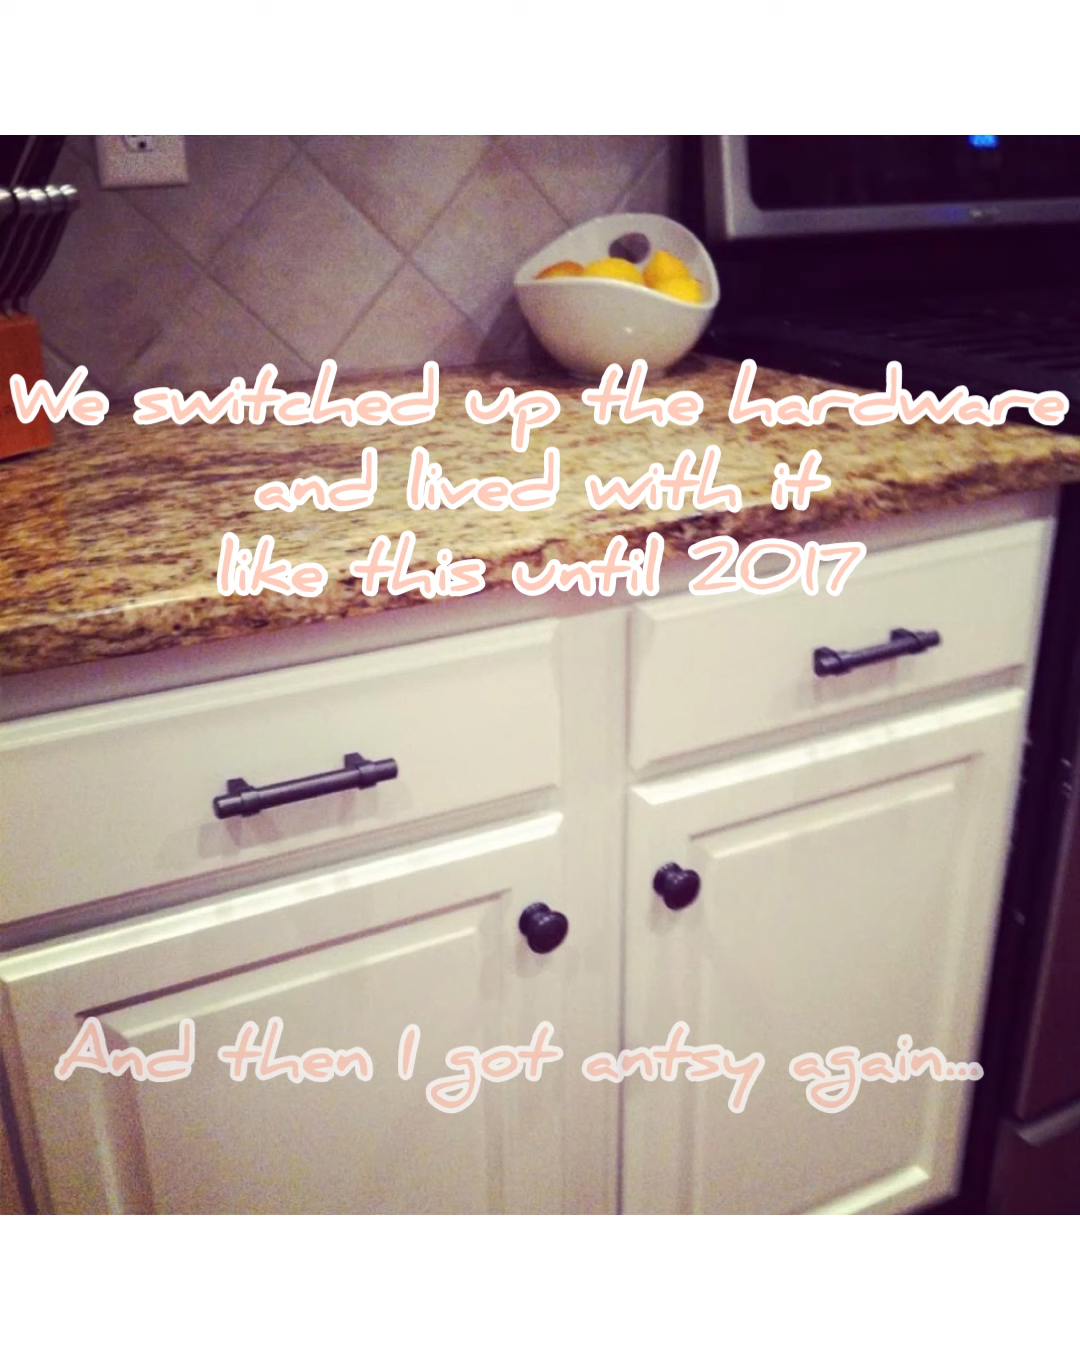 We switched up the hardware
and lived with it
like this until 2017
And then I got antsy again...